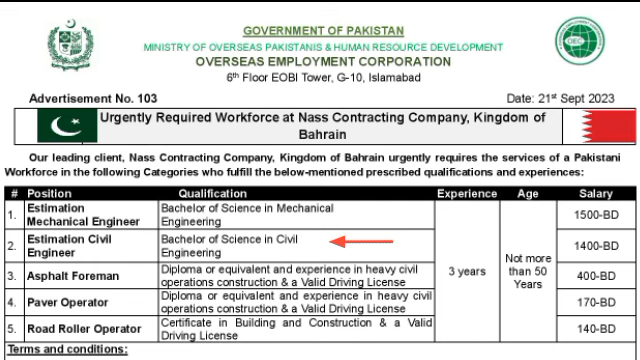 GOVERNMENT OF PAKISTAN
MINISTRY OF OVERSEAS PAKISTANIS & HUMAN RESOURCE DEVELOPMENT
OVERSEAS EMPLOYMENT CORPORATION
6th Floor EOBI Tower, G-10, Islamabad
OEC
Advertisement No. 103
Date: 21st Sept 2023
Urgently Required Workforce at Nass Contracting Company, Kingdom of
Bahrain
Our leading client, Nass Contracting Company, Kingdom of Bahrain urgently requires the services of a Pakistani
Workforce in the following Categories who fulfill the below-mentioned prescribed qualifications and experiences:
# Position Qualification Experience Age Salary
1. Estimation Mechanical Engineer Bachelor of Science in Mechanical Engineering 1500-BD
2. Estimation Civil Engineer Bachelor of Science in Civil Engineering 1400-BD
3 years
Not more than 50 Years
3. Asphalt Foreman Diploma or equivalent and experience in heavy civil operations construction & a Valid Driving License 400-BD
4. Paver Operator Diploma or equivalent and experience in heavy civil operations construction & a Valid Driving License 170-BD
5. Road Roller Operator Certificate in Building and Construction & a Valid Driving License 140-BD
Terms and conditions: